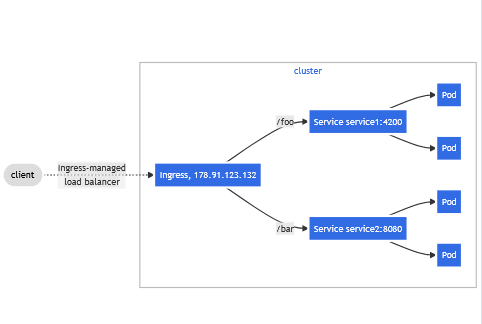 cluster
Pod
/foo
Service service1:4200
Pod
client
Ingress-managed
load balancer
Ingress, 178.91.123.132
Pod
/bar
Service service2:8080
Pod